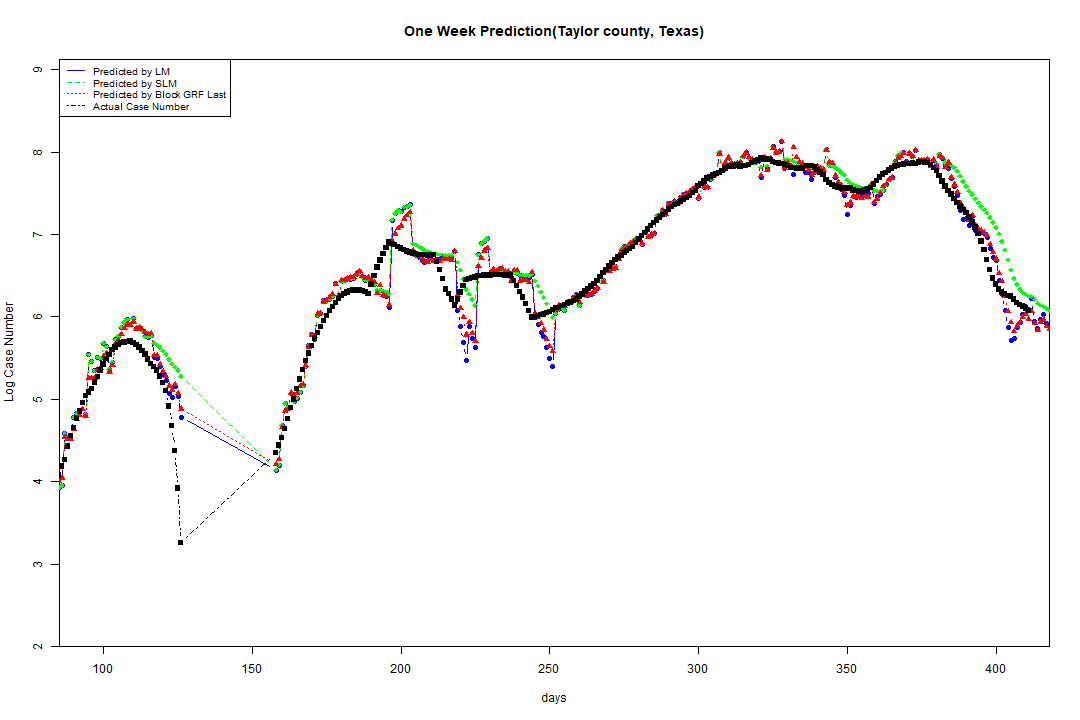 One Week Prediction(Taylor county, Texas)
Predicted by LM
Predicted by SLM
Predicted by Block GRF Last
Actual Case Number
9
8
7
6
5
4
3
2
Log Case Number
100 150 200 250 300 350 400
days